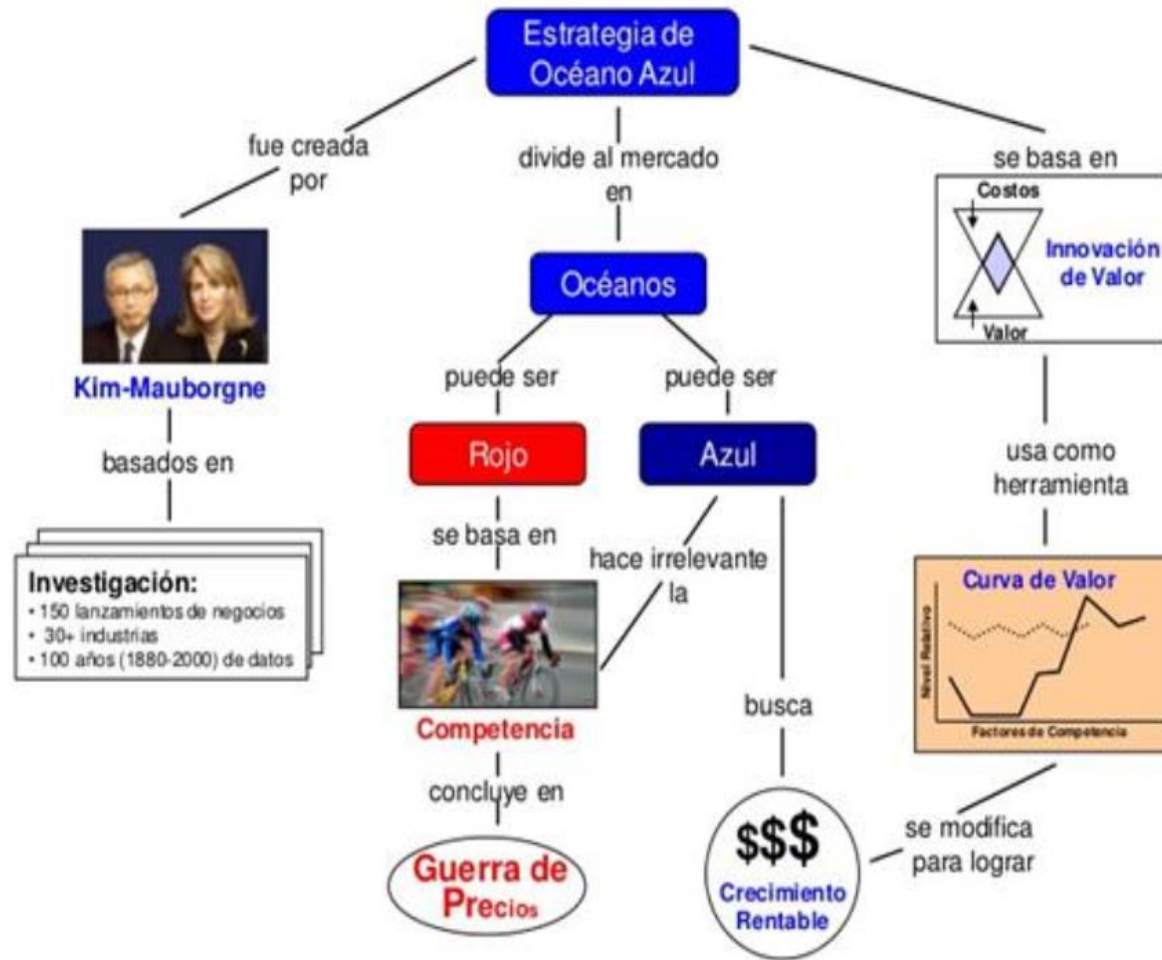 Estrategia de
Océano Azul
fue creada
por
divide al mercado
en
se basa en
Costos
Innovación
de Valor
Valor
Océanos
Kim-Mauborgne
puede ser
puede ser
Rojo
Azul
basados en
usa como
herramienta
se basa en
hace irrelevante
la
Investigación:
• 150 lanzamientos de negocios
• 30+ industrias
• 100 años (1880-2000) de datos
Curva de Valor
Nivel Relativo
Factores de Competencia
Competencia
busca
concluye en
se modifica
para lograr
Guerra de
Precios
$$$
Crecimiento
Rentable